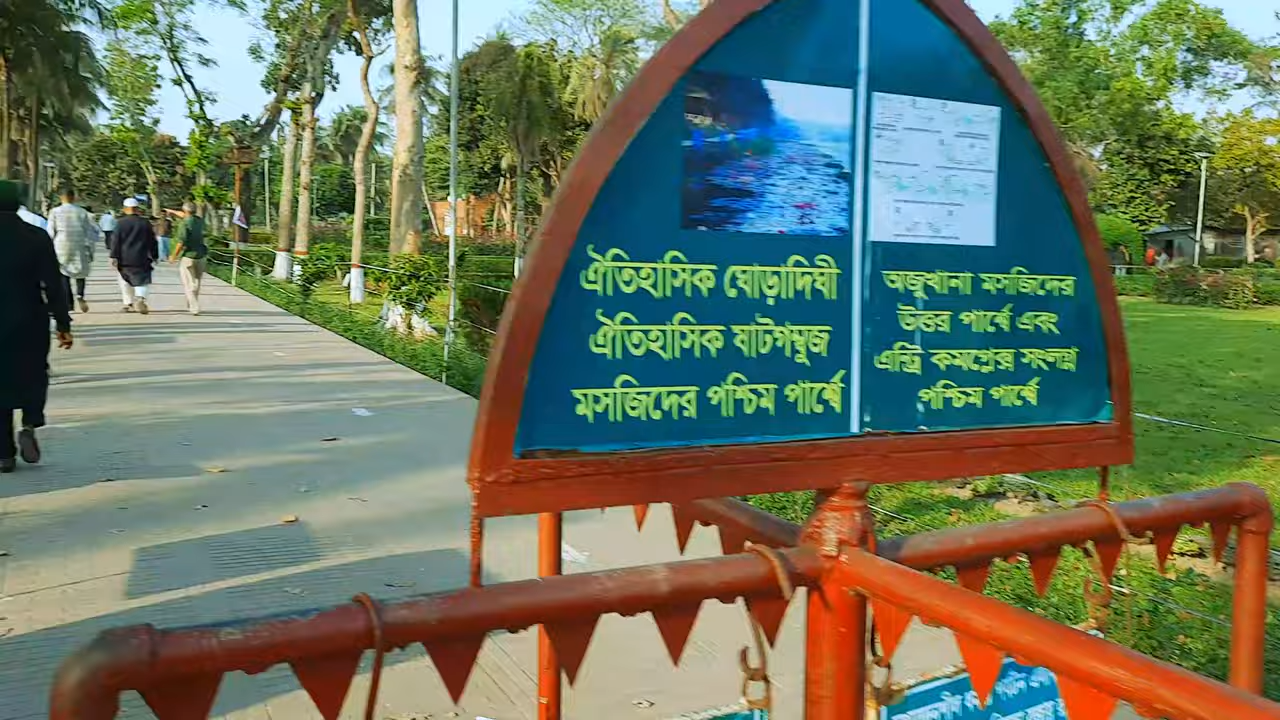 ঐতিহাসিক ঘোড়াদিঘী
ঐতিহাসিক ষাটগম্বুজ
মসজিদের পশ্চিম পার্শ্বে
অজুখানা মসজিদের
উত্তর পার্শ্বে এবং
এন্ট্রি কমপ্লেক্স সংলগ্ন
পশ্চিম পার্শ্বে